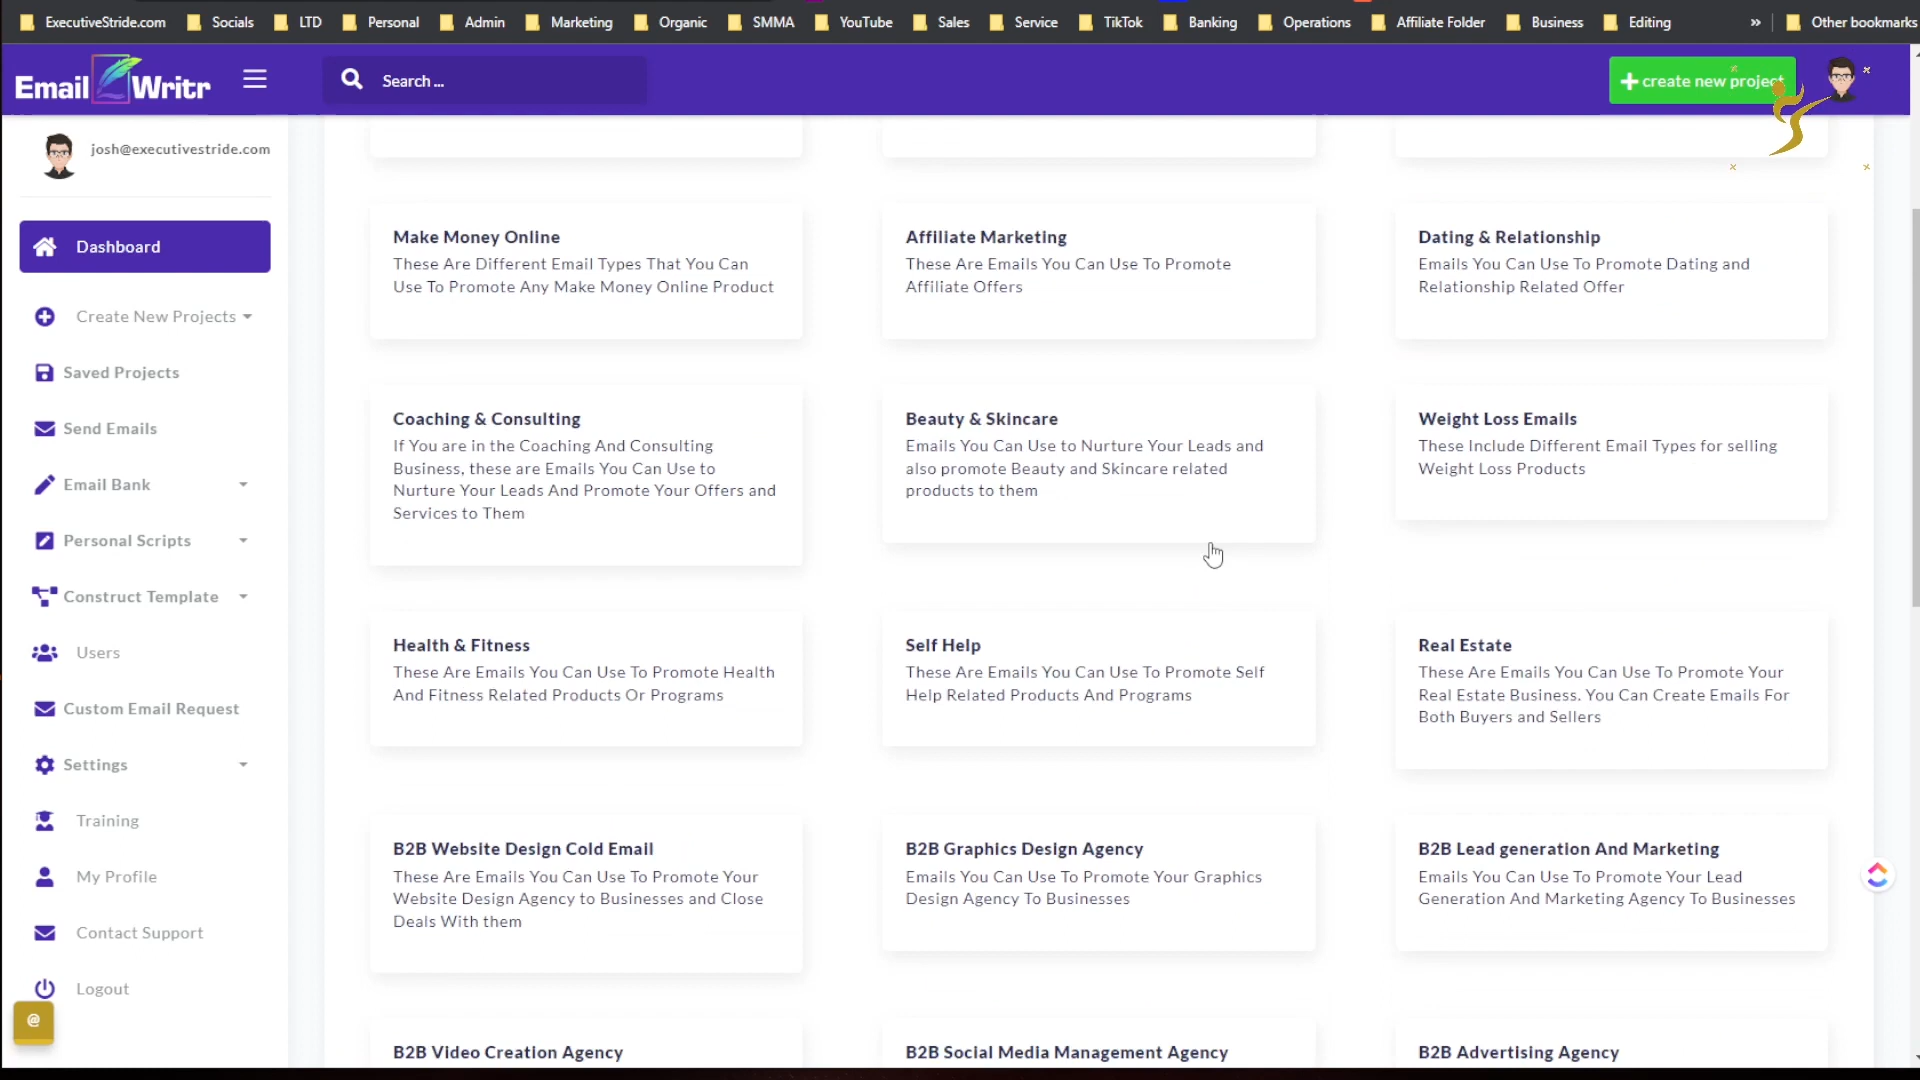 ExecutiveStride.com Socials LTD Personal Admin Marketing Organic SMMA YouTube Sales Service TikTok Banking Operations Affiliate Folder Business Editing » Other bookmarks
Email Writr
Search ...
create new project
josh@executivestride.com
Dashboard
Create New Projects
Saved Projects
Send Emails
Email Bank
Personal Scripts
Construct Template
Users
Custom Email Request
Settings
Training
My Profile
Contact Support
Logout
@
Make Money Online
These Are Different Email Types That You Can
Use To Promote Any Make Money Online Product
Affiliate Marketing
These Are Emails You Can Use To Promote
Affiliate Offers
Dating & Relationship
Emails You Can Use To Promote Dating and
Relationship Related Offer
Coaching & Consulting
If You are in the Coaching And Consulting
Business, these are Emails You Can Use to
Nurture Your Leads And Promote Your Offers and
Services to Them
Beauty & Skincare
Emails You Can Use to Nurture Your Leads and
also promote Beauty and Skincare related
products to them
Weight Loss Emails
These Include Different Email Types for selling
Weight Loss Products
Health & Fitness
These Are Emails You Can Use To Promote Health
And Fitness Related Products Or Programs
Self Help
These Are Emails You Can Use To Promote Self
Help Related Products And Programs
Real Estate
These Are Emails You Can Use To Promote Your
Real Estate Business. You Can Create Emails For
Both Buyers and Sellers
B2B Website Design Cold Email
These Are Emails You Can Use To Promote Your
Website Design Agency to Businesses and Close
Deals With them
B2B Graphics Design Agency
Emails You Can Use To Promote Your Graphics
Design Agency To Businesses
B2B Lead generation And Marketing
Emails You Can Use To Promote Your Lead
Generation And Marketing Agency To Businesses
B2B Video Creation Agency
B2B Social Media Management Agency
B2B Advertising Agency